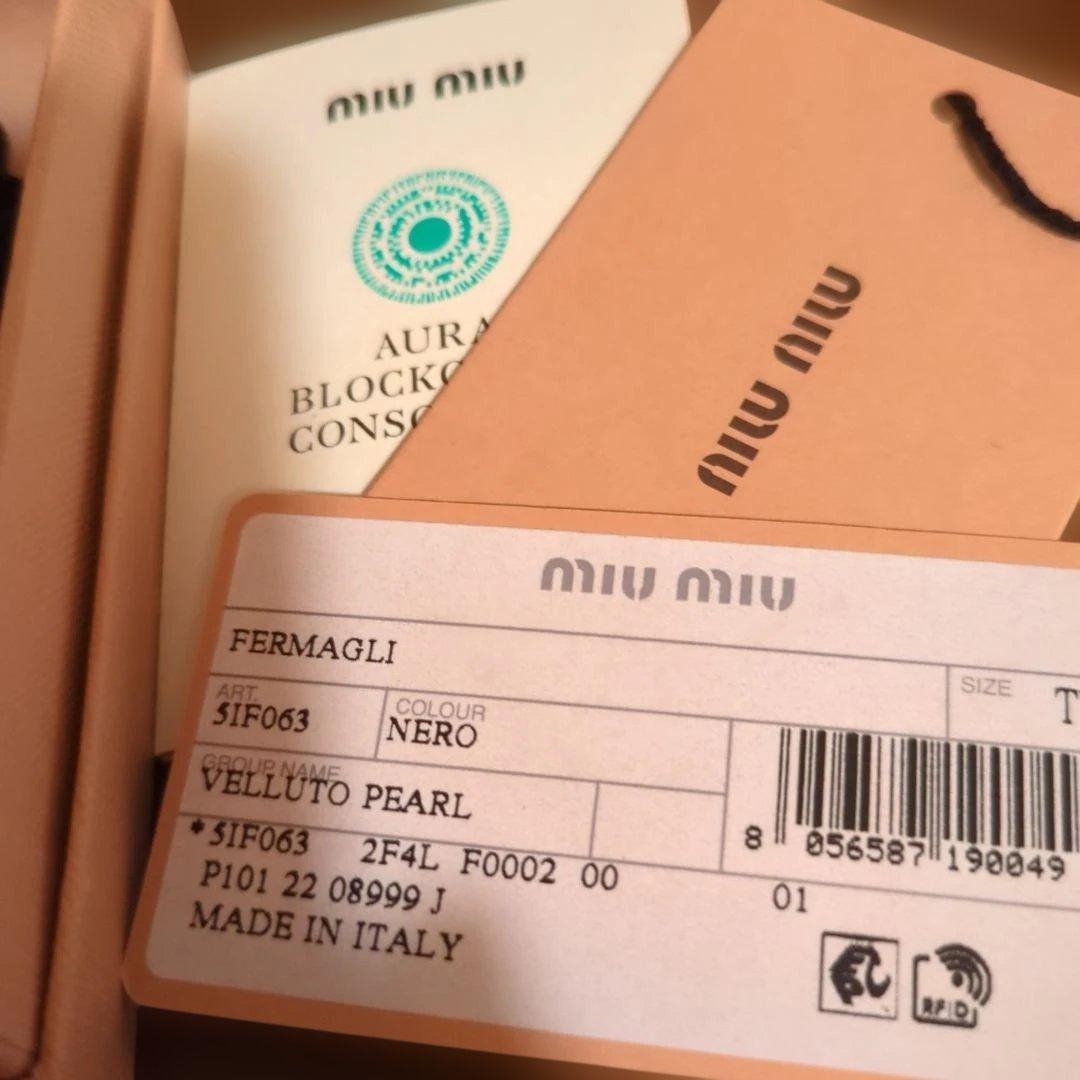 MIU MIU
AURA
BLOCKC
CONSO
MIU MIU
MIU MIU
FERMAGLI
SIZE T
ART. COLOUR
5IF063 NERO
GROUP NAME
VELLUTO PEARL
*5IF063 2F4L F0002 00
8 056587 190049
P101 22 08999 J 01
MADE IN ITALY
RFID